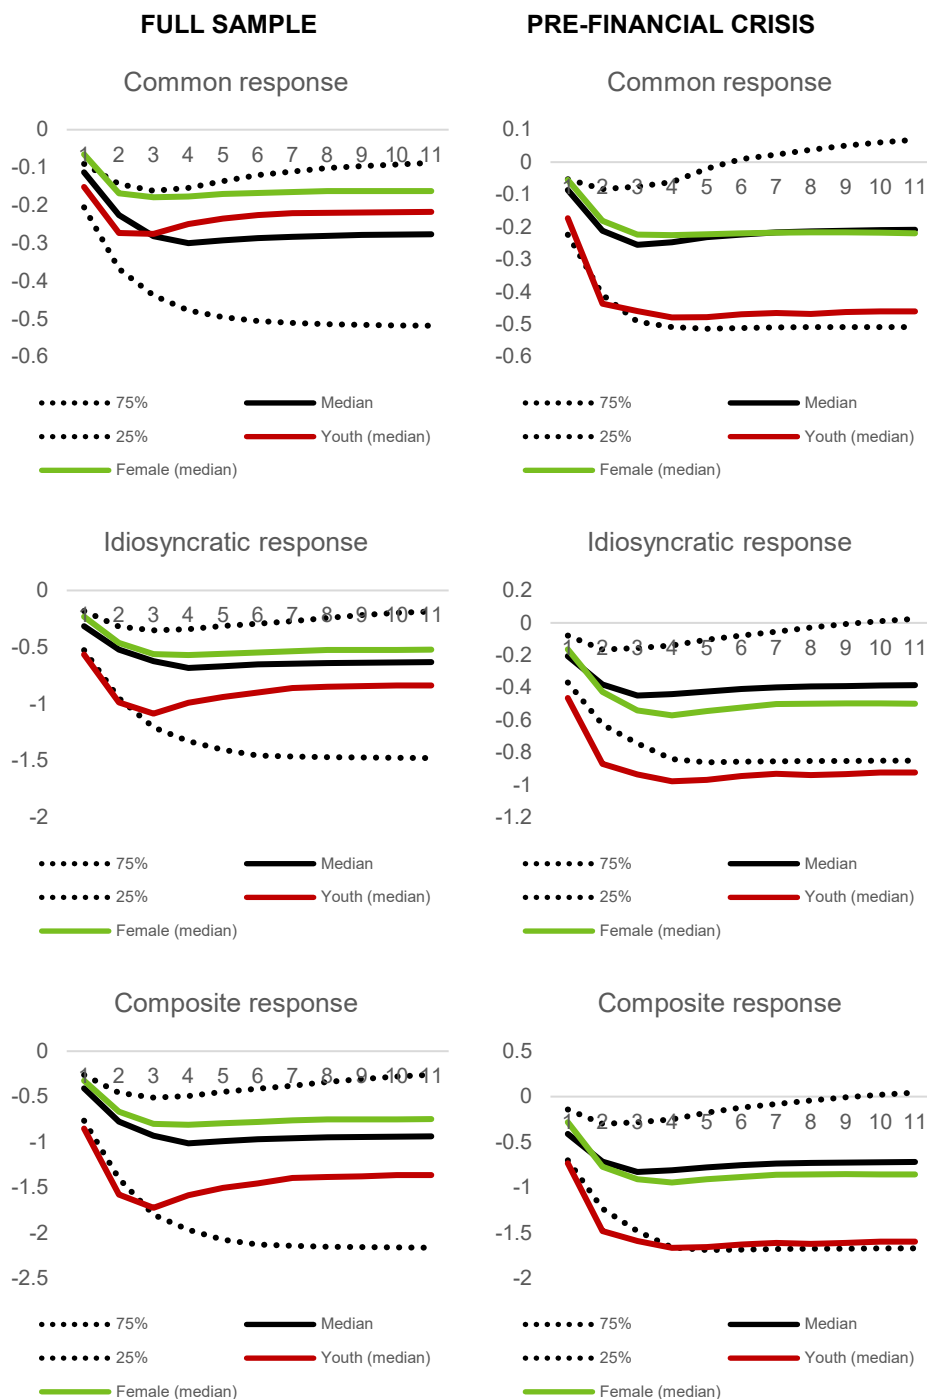 FULL SAMPLE
PRE-FINANCIAL CRISIS
Common response
0
-0.1
-0.2
-0.3
-0.4
-0.5
-0.6
1 2 3 4 5 6 7 8 9 10 11
75% Median
25% Youth (median)
Female (median)
Common response
0.1
0
-0.1
-0.2
-0.3
-0.4
-0.5
-0.6
1 2 3 4 5 6 7 8 9 10 11
75% Median
25% Youth (median)
Female (median)
Idiosyncratic response
0
-0.5
-1
-1.5
-2
1 2 3 4 5 6 7 8 9 10 11
75% Median
25% Youth (median)
Female (median)
Idiosyncratic response
0.2
0
-0.2
-0.4
-0.6
-0.8
-1
-1.2
1 2 3 4 5 6 7 8 9 10 11
75% Median
25% Youth (median)
Female (median)
Composite response
0
-0.5
-1
-1.5
-2
-2.5
1 2 3 4 5 6 7 8 9 10 11
75% Median
25% Youth (median)
Female (median)
Composite response
0.5
0
-0.5
-1
-1.5
-2
1 2 3 4 5 6 7 8 9 10 11
75% Median
25% Youth (median)
Female (median)